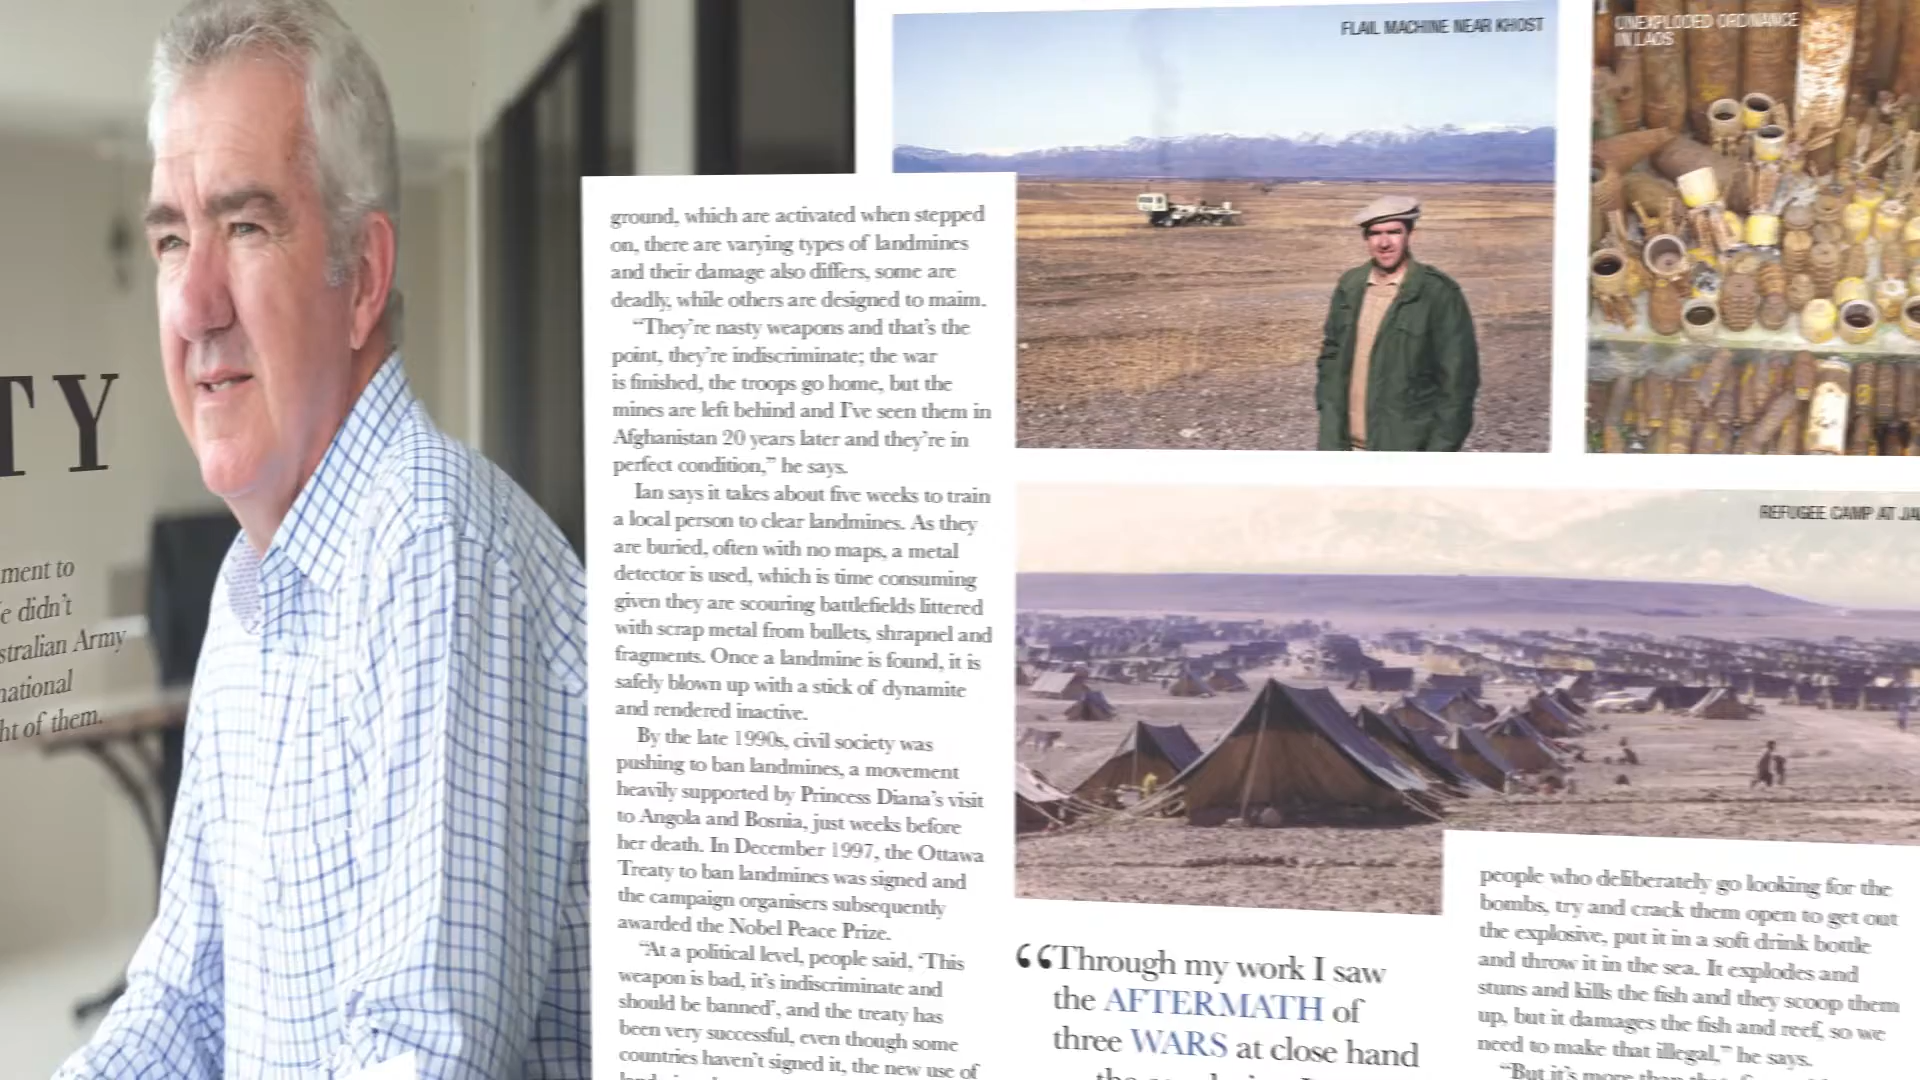 TY
ment to
e didn't
stralian Army
national
ht of them.
ground, which are activated when stepped
on, there are varying types of landmines
and their damage also differs, some are
deadly, while others are designed to maim.
"They're nasty weapons and that's the
point, they're indiscriminate; the war
is finished, the troops go home, but the
mines are left behind and I've seen them in
Afghanistan 20 years later and they're in
perfect condition," he says.
Ian says it takes about five weeks to train
a local person to clear landmines. As they
are buried, often with no maps, a metal
detector is used, which is time consuming
given they are scouring battlefields littered
with scrap metal from bullets, shrapnel and
fragments. Once a landmine is found, it is
safely blown up with a stick of dynamite
and rendered inactive.
By the late 1990s, civil society was
pushing to ban landmines, a movement
heavily supported by Princess Diana's visit
to Angola and Bosnia, just weeks before
her death. In December 1997, the Ottawa
Treaty to ban landmines was signed and
the campaign organisers subsequently
awarded the Nobel Peace Prize.
"At a political level, people said, 'This
weapon is bad, it's indiscriminate and
should be banned', and the treaty has
been very successful, even though some
countries haven't signed it, the new use of
FLAIL MACHINE NEAR KHOST
UNEXPLODED ORDNANCE
IN LAOS
REFUGEE CAMP AT JA
"Through my work I saw
the AFTERMATH of
three WARS at close hand
people who deliberately go looking for the
bombs, try and crack them open to get out
the explosive, put it in a soft drink bottle
and throw it in the sea. It explodes and
stuns and kills the fish and they scoop them
up, but it damages the fish and reef, so we
need to make that illegal," he says.
"But it's more than